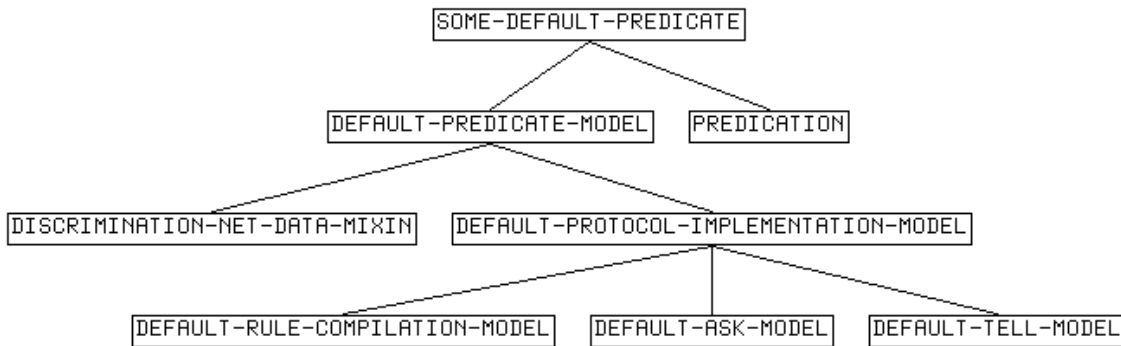 SOME-DEFAULT-PREDICATE
DEFAULT-PREDICATE-MODEL
PREDICATION
DISCRIMINATION-NET-DATA-MIXIN
DEFAULT-PROTOCOL-IMPLEMENTATION-MODEL
DEFAULT-RULE-COMPILATION-MODEL
DEFAULT-ASK-MODEL
DEFAULT-TELL-MODEL